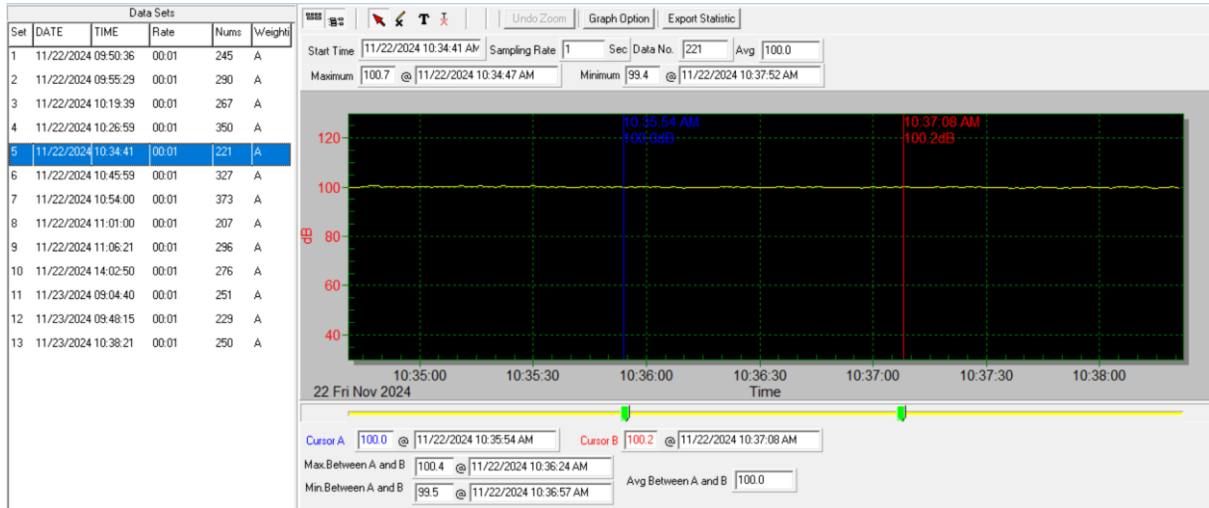 Data Sets
Set DATE TIME Rate Nums Weighti
1 11/22/2024 09:50:36 00:01 245 A
2 11/22/2024 09:55:29 00:01 290 A
3 11/22/2024 10:19:39 00:01 267 A
4 11/22/2024 10:26:59 00:01 350 A
5 11/22/2024 10:34:41 00:01 221 A
6 11/22/2024 10:45:59 00:01 327 A
7 11/22/2024 10:54:00 00:01 373 A
8 11/22/2024 11:01:00 00:01 207 A
9 11/22/2024 11:06:21 00:01 296 A
10 11/22/2024 14:02:50 00:01 276 A
11 11/23/2024 09:04:40 00:01 251 A
12 11/23/2024 09:48:15 00:01 229 A
13 11/23/2024 10:38:21 00:01 250 A
T Undo Zoom Graph Option Export Statistic
Start Time 11/22/2024 10:34:41 AM Sampling Rate 1 Sec Data No. 221 Avg 100.0
Maximum 100.7 @ 11/22/2024 10:34:47 AM Minimum 99.4 @ 11/22/2024 10:37:52 AM
10:35:54 AM 10:37:08 AM
100.0dB 100.2dB
120
100
80
60
40
dB
10:35:00 10:35:30 10:36:00 10:36:30 10:37:00 10:37:30 10:38:00
22 Fri Nov 2024 Time
Cursor A 100.0 @ 11/22/2024 10:35:54 AM Cursor B 100.2 @ 11/22/2024 10:37:08 AM
Max.Between A and B 100.4 @ 11/22/2024 10:36:24 AM
Min.Between A and B 99.5 @ 11/22/2024 10:36:57 AM
Avg Between A and B 100.0